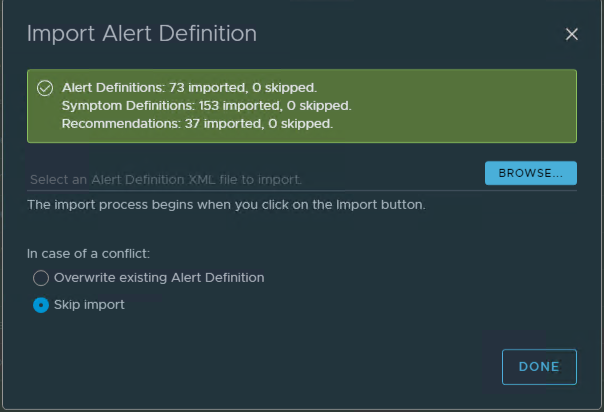 Import Alert Definition
Alert Definitions: 73 imported, 0 skipped.
Symptom Definitions: 153 imported, 0 skipped.
Recommendations: 37 imported, 0 skipped.
Select an Alert Definition XML file to import.
BROWSE...
The import process begins when you click on the Import button.
In case of a conflict:
Overwrite existing Alert Definition
Skip import
DONE